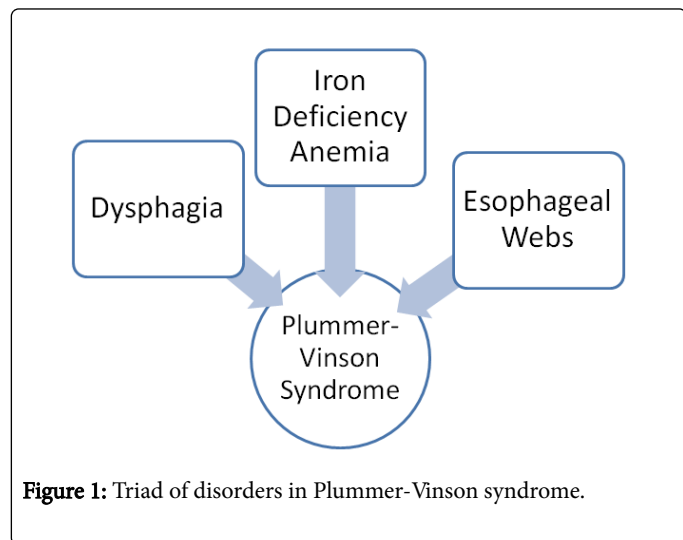 Iron
Deficiency
Anemia
Dysphagia
Esophageal
Webs
Plummer-
Vinson
Syndrome
Figure 1: Triad of disorders in Plummer-Vinson syndrome.